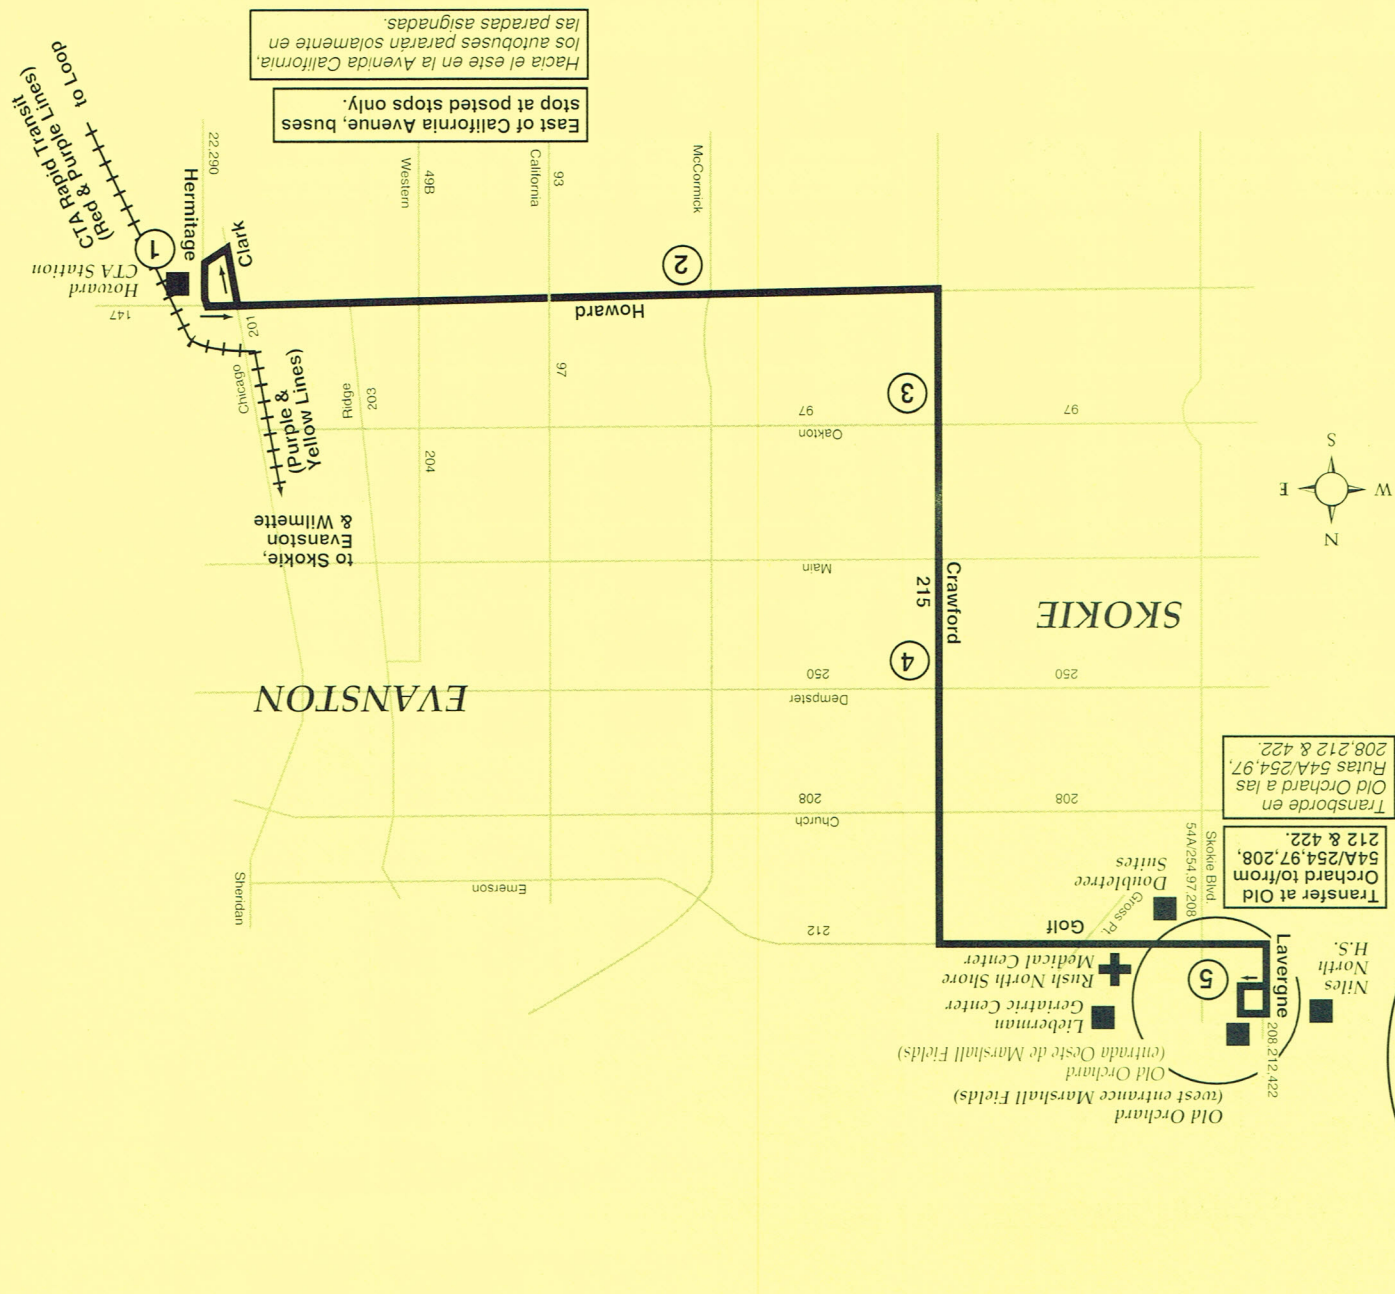 Old Orchard
(west entrance Marshall Fields)
Old Orchard
(entrada Oeste de Marshall Fields)
208,212,422
Lieberman
Geriatric Center
Rush North Shore
Medical Center
Niles
North
H.S.
5
Lavergne
Golf
212
Gross Pt.
Doubletree
Suites
Skokie Blvd.
54A/254,97,208
Transfer at Old
Orchard to/from
54A/254,97,208,
212 & 422.
Transborde en
Old Orchard a las
Rutas 54A/254,97,
208,212 & 422.
Emerson
Sheridan
Church
208
208
EVANSTON
Dempster
250
250
4
SKOKIE
Crawford
215
Main
N
W
E
S
to Skokie,
Evanston
& Wilmette
(Purple &
Yellow Lines)
204
Oakton
97
97
3
Ridge
203
Chicago
97
201
147
Howard
Howard
CTA Station
1
2
Clark
Hermitage
22,290
CTA Rapid Transit
(Red & Purple Lines)
to Loop
49B
Western
93
California
McCormick
East of California Avenue, buses
stop at posted stops only.
Hacia el este en la Avenida California,
los autobuses pararán solamente en
las paradas asignadas.